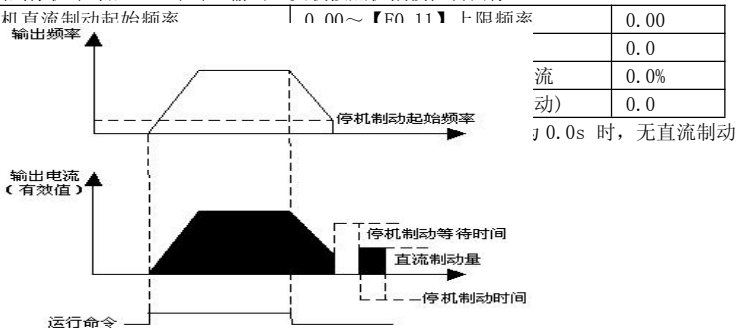 机直流制动起始频率 0.00～【F0.11】上限频率 0.00
0.0
流 0.0%
动) 0.0
0.0s 时，无直流制动
输出频率
停机制动起始频率
输出电流
(有效值)
停机制动等待时间
直流制动量
停机制动时间
运行命令